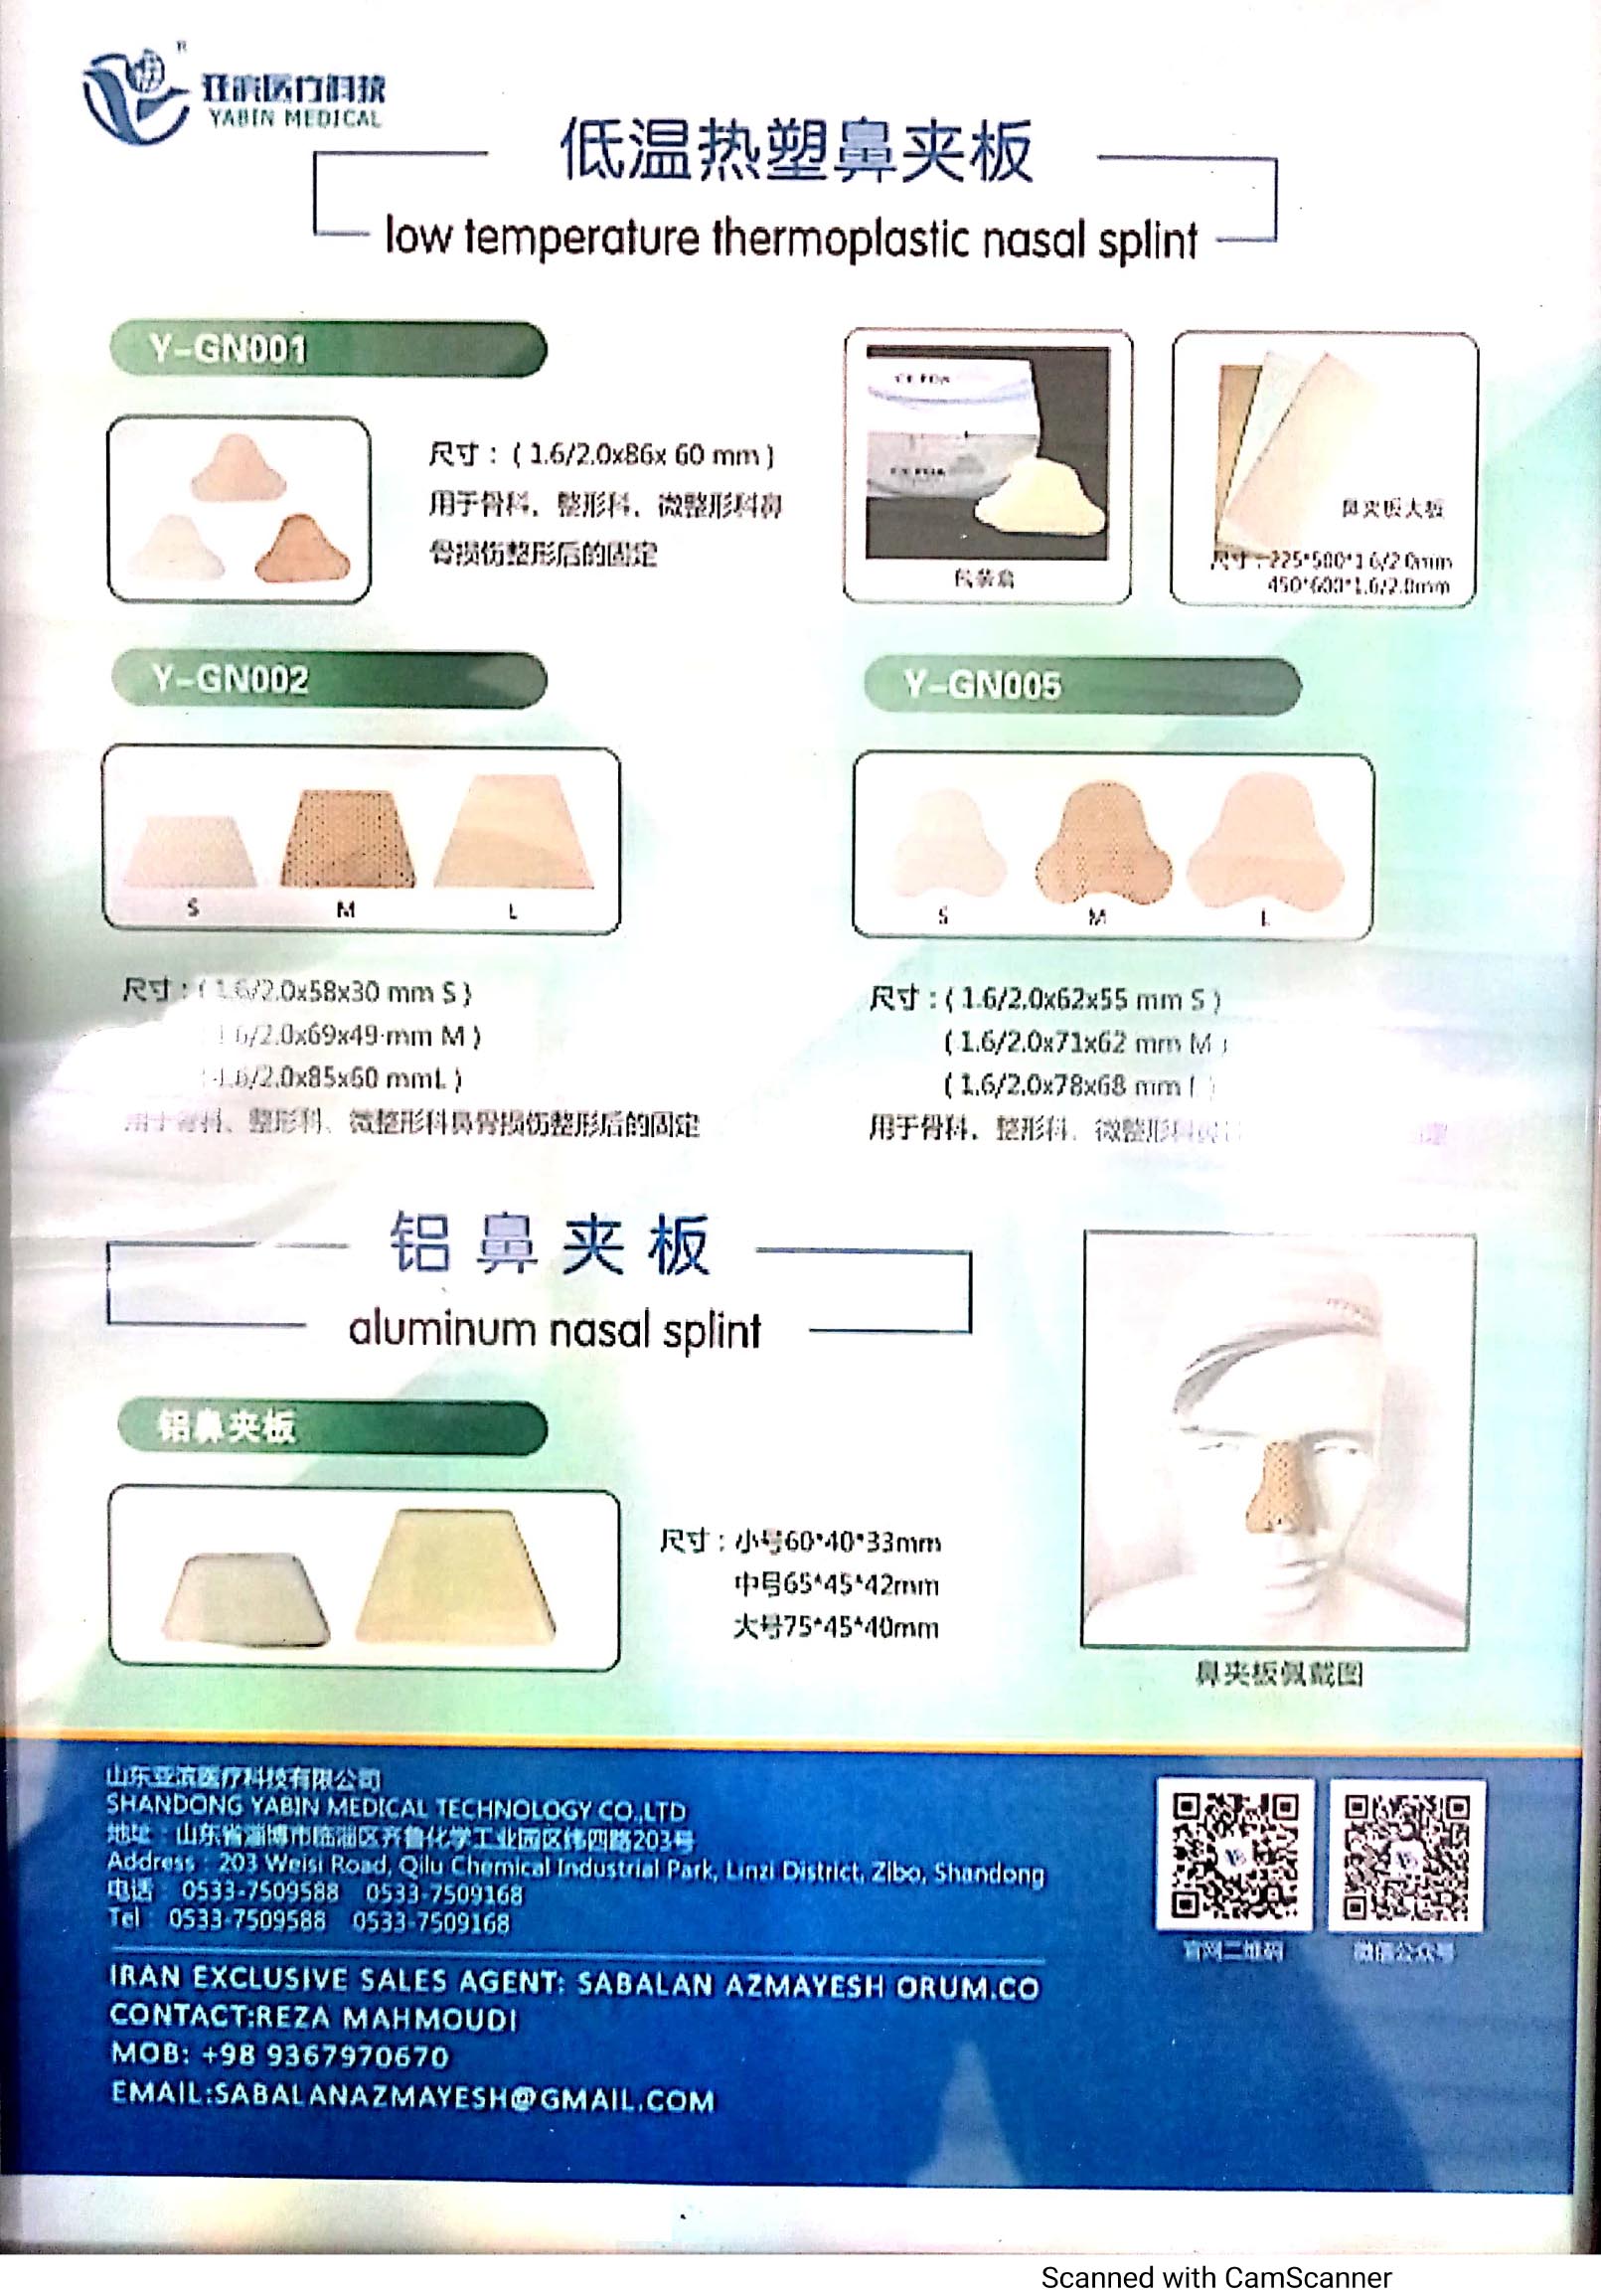 亚滨医疗科技
YABIN MEDICAL
低温热塑鼻夹板
low temperature thermoplastic nasal splint
Y-GN001
尺寸：( 1.6/2.0x86x 60 mm )
用于骨科、整形科、微整形科鼻
骨损伤整形后的固定
包装盒
鼻夹板大板
尺寸：225*500*1.6/2.0mm
450*600*1.6/2.0mm
Y-GN002
S M L
尺寸：( 1.6/2.0x58x30 mm S )
1.6/2.0x69x49 mm M )
1.6/2.0x85x60 mmL )
用于骨科、整形科、微整形科鼻骨损伤整形后的固定
Y-GN005
S M L
尺寸：( 1.6/2.0x62x55 mm S )
( 1.6/2.0x71x62 mm M )
( 1.6/2.0x78x68 mm
用于骨科、整形科、微整形科
铝鼻夹板
aluminum nasal splint
铝鼻夹板
尺寸：小号60*40*33mm
中号65*45*42mm
大号75*45*40mm
鼻夹板佩戴图
山东亚滨医疗科技有限公司
SHANDONG YABIN MEDICAL TECHNOLOGY CO.,LTD
地址：山东省淄博市临淄区齐鲁化学工业园区纬四路203号
Address：203 Weisi Road, Qilu Chemical Industrial Park, Linzi District, Zibo, Shandong
电话 0533-7509588 0533-7509168
Tel 0533-7509588 0533-7509168
官网二维码
微信公众号
IRAN EXCLUSIVE SALES AGENT: SABALAN AZMAYESH ORUM.CO
CONTACT:REZA MAHMOUDI
MOB: +98 9367970670
EMAIL:SABALANAZMAYESH@GMAIL.COM
Scanned with CamScanner